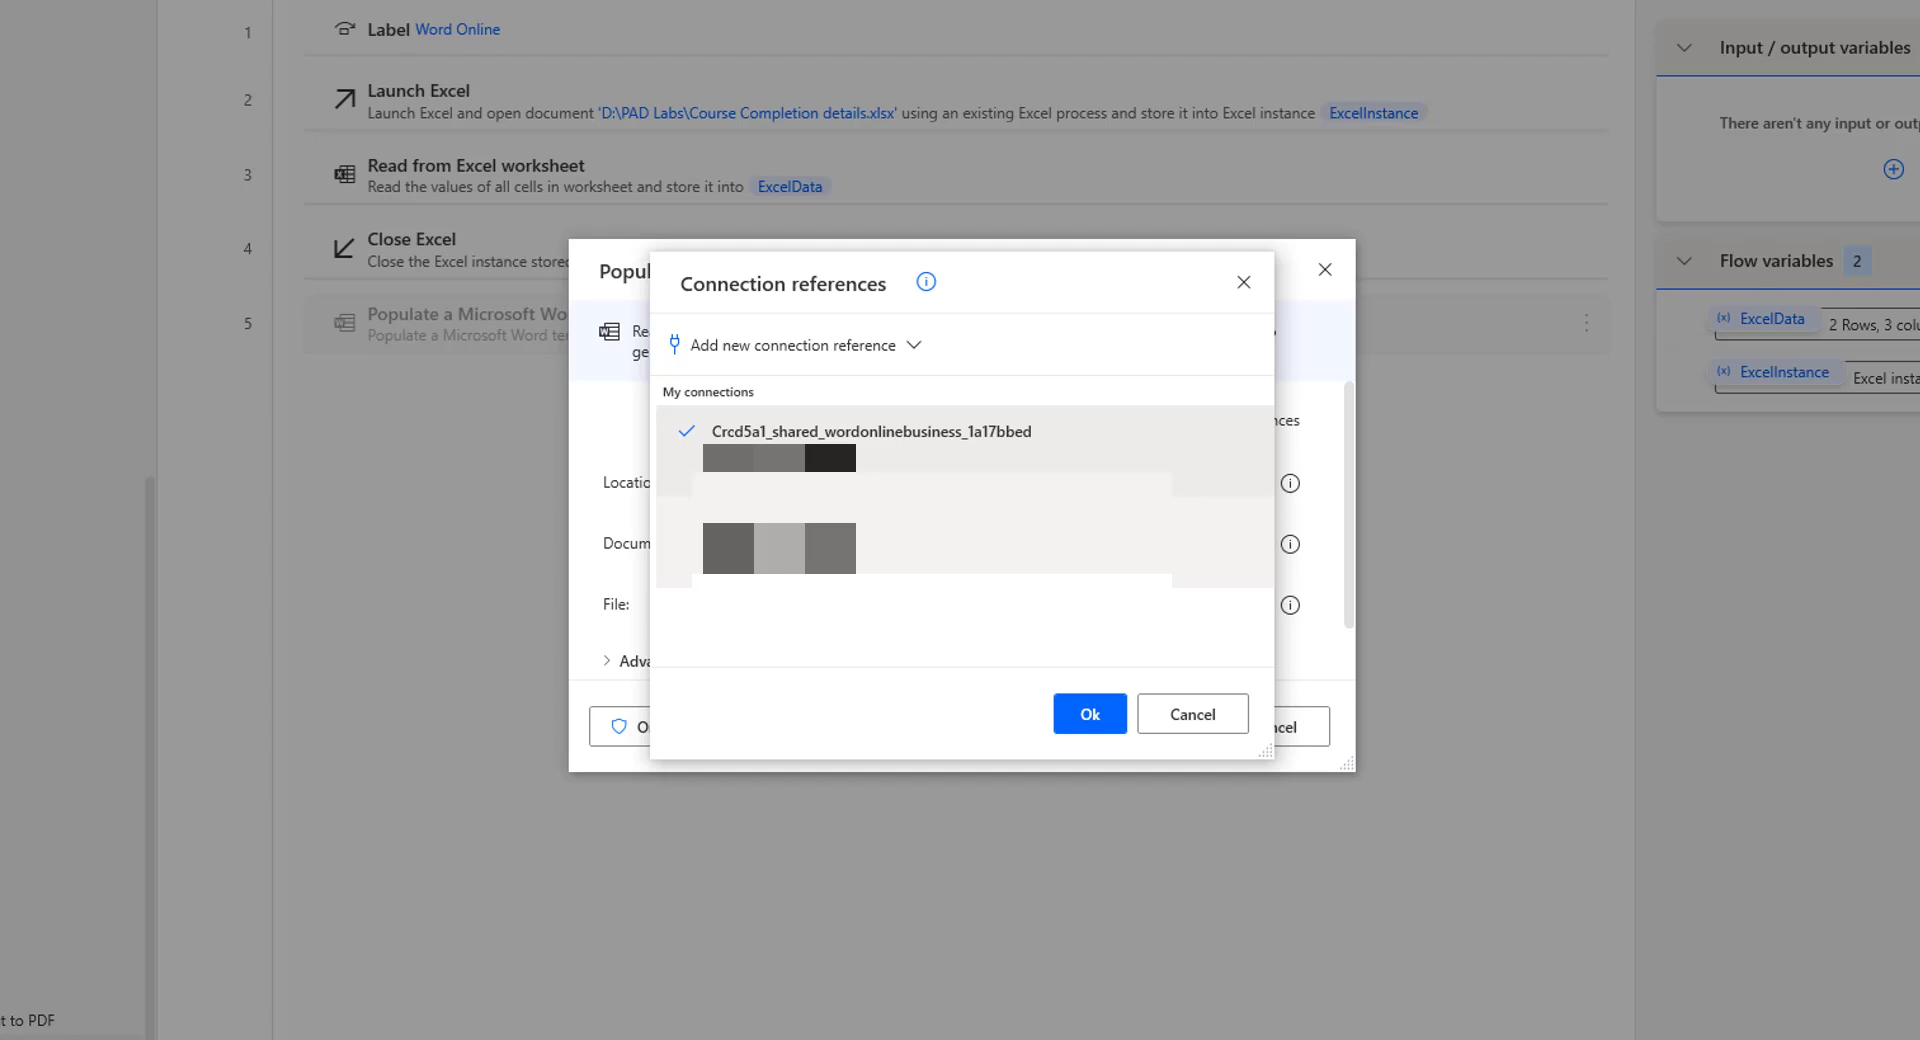 1
Label Word Online
2
Launch Excel
Launch Excel and open document 'D:\PAD Labs\Course Completion details.xlsx' using an existing Excel process and store it into Excel instance ExcelInstance
3
Read from Excel worksheet
Read the values of all cells in worksheet and store it into ExcelData
4
Close Excel
Close the Excel instance stored
5
Populate a Microsoft Wo
Populate a Microsoft Word te
Popul
Re
ge
nces
Locatio
Docum
File:
Adva
O
ncel
Connection references
Add new connection reference
My connections
Crcd5a1_shared_wordonlinebusiness_1a17bbed
Ok
Cancel
Input / output variables
There aren't any input or outp
Flow variables 2
(x) ExcelData 2 Rows, 3 colu
(x) ExcelInstance Excel insta
t to PDF